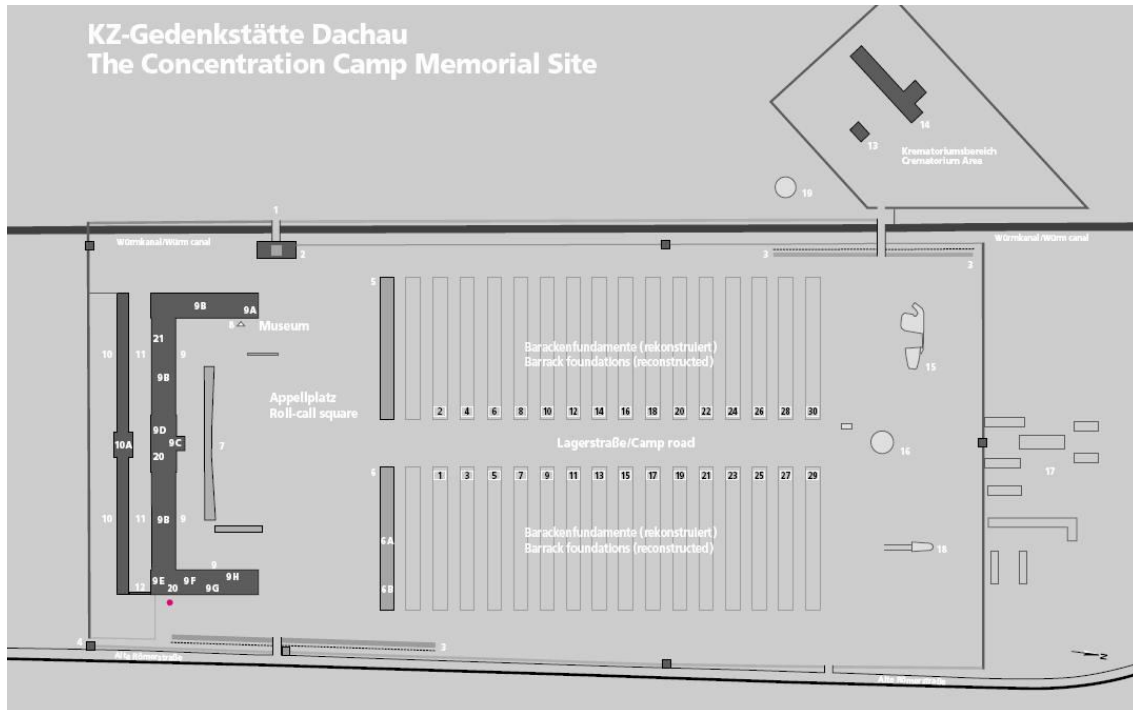 KZ-Gedenkstätte Dachau
The Concentration Camp Memorial Site
14
13
Krematoriumsbereich
Crematorium Area
19
1
Würmkanal/Würm canal
Würmkanal/Würm canal
2
3
3
5
9B
9A
8
Museum
21
10
11
9
9B
15
Barackenfundamente (rekonstruiert)
Barrack foundations (reconstructed)
Appellplatz
Roll-call square
2 4 6 8 10 12 14 16 18 20 22 24 26 28 30
9D
9C
10A
7
Lagerstraße/Camp road
16
20
17
6
1 3 5 7 9 11 13 15 17 19 21 23 25 27 29
10
11
9B
9
Barackenfundamente (rekonstruiert)
Barrack foundations (reconstructed)
6A
18
9
9E
9F
9H
12
20
9G
6B
4
3
Alte Römerstraße
Alte Römerstraße
N